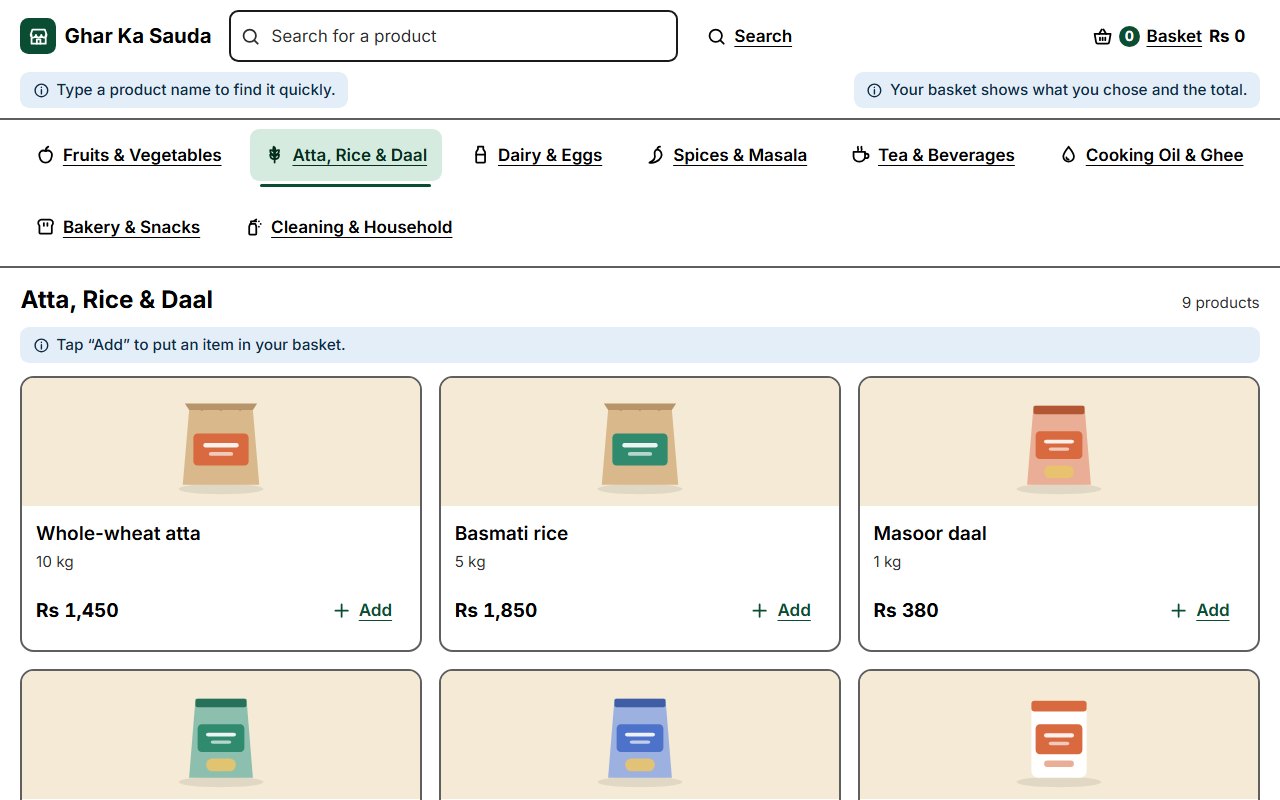 Ghar Ka Sauda
Search for a product
Search
0 Basket Rs 0
Type a product name to find it quickly.
Your basket shows what you chose and the total.
Fruits & Vegetables
Atta, Rice & Daal
Dairy & Eggs
Spices & Masala
Tea & Beverages
Cooking Oil & Ghee
Bakery & Snacks
Cleaning & Household
Atta, Rice & Daal
9 products
Tap “Add” to put an item in your basket.
Whole-wheat atta
10 kg
Rs 1,450
Add
Basmati rice
5 kg
Rs 1,850
Add
Masoor daal
1 kg
Rs 380
Add